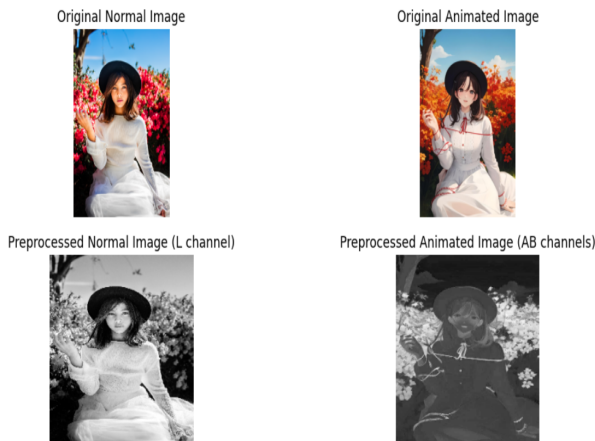 Original Normal Image
Original Animated Image
Preprocessed Normal Image (L channel)
Preprocessed Animated Image (AB channels)